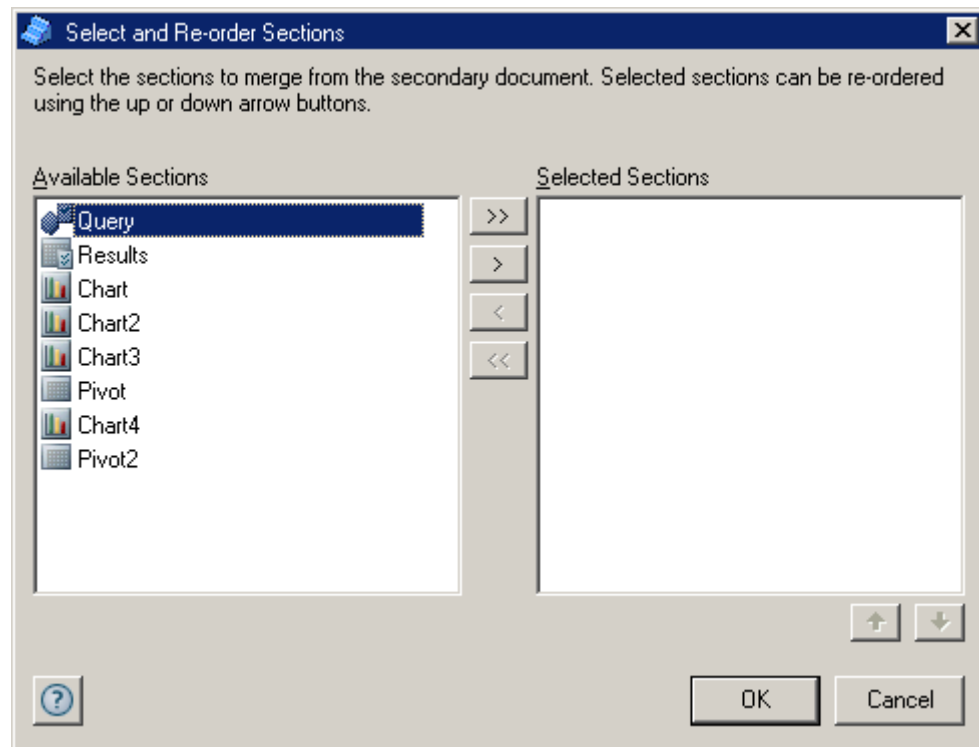 Select and Re-order Sections
Select the sections to merge from the secondary document. Selected sections can be re-ordered
using the up or down arrow buttons.
Available Sections
Selected Sections
Query
Results
Chart
Chart2
Chart3
Pivot
Chart4
Pivot2
>>
>
<
<<
?
OK
Cancel